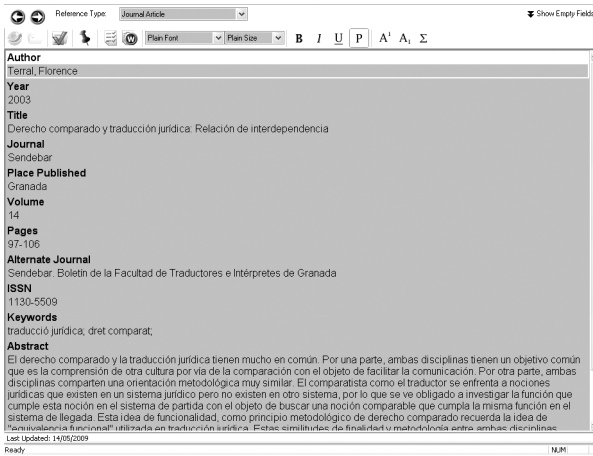 Reference Type: Journal Article Show Empty Fields
Plain Font Plain Size B I U P A¹ A₁ Σ
Author
Terral, Florence
Year
2003
Title
Derecho comparado y traducción jurídica: Relación de interdependencia
Journal
Sendebar
Place Published
Granada
Volume
14
Pages
97-106
Alternate Journal
Sendebar. Boletín de la Facultad de Traductores e Intérpretes de Granada
ISSN
1130-5509
Keywords
traducció jurídica; dret comparat;
Abstract
El derecho comparado y la traducción jurídica tienen mucho en común. Por una parte, ambas disciplinas tienen un objetivo común
que es la comprensión de otra cultura por vía de la comparación con el objeto de facilitar la comunicación. Por otra parte, ambas
disciplinas comparten una orientación metodológica muy similar. El comparatista como el traductor se enfrenta a nociones
jurídicas que existen en un sistema jurídico pero no existen en otro sistema, por lo que se ve obligado a investigar la función que
cumple esta noción en el sistema de partida con el objeto de buscar una noción comparable que cumpla la misma función en el
sistema de llegada. Esta idea de funcionalidad, como principio metodológico de derecho comparado recuerda la idea de
"equivalencia funcional" utilizada en traducción jurídica. Estas similitudes de finalidad y metodología entre ambas disciplinas
Last Updated: 14/05/2009
Ready NUM